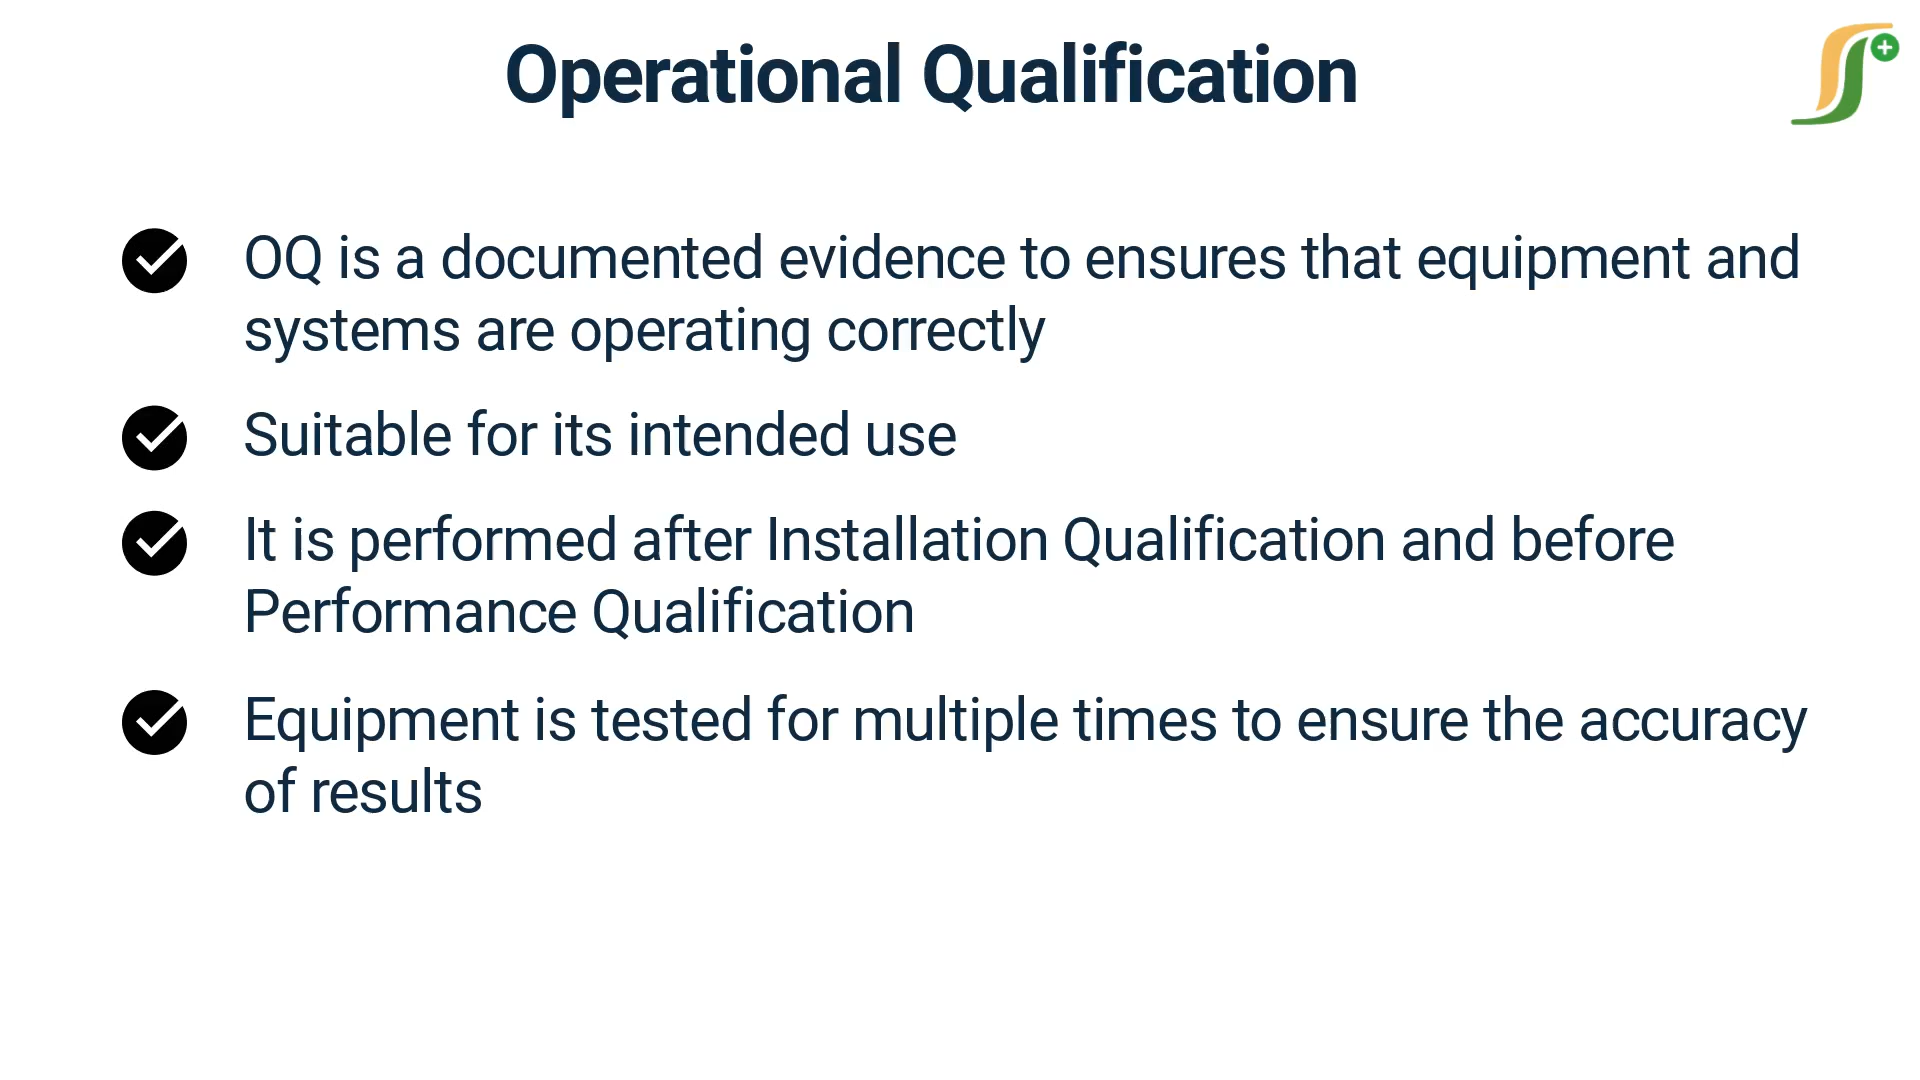 Operational Qualification
OQ is a documented evidence to ensures that equipment and
systems are operating correctly
Suitable for its intended use
It is performed after Installation Qualification and before
Performance Qualification
Equipment is tested for multiple times to ensure the accuracy
of results